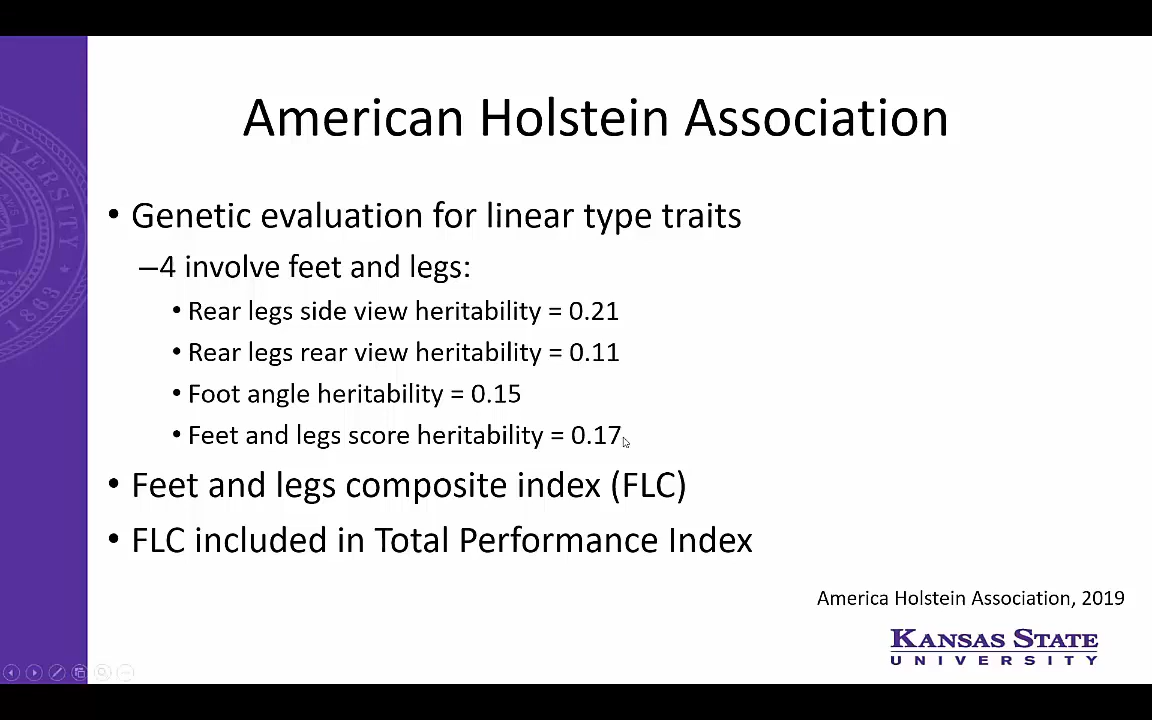 American Holstein Association
• Genetic evaluation for linear type traits
–4 involve feet and legs:
• Rear legs side view heritability = 0.21
• Rear legs rear view heritability = 0.11
• Foot angle heritability = 0.15
• Feet and legs score heritability = 0.17
• Feet and legs composite index (FLC)
• FLC included in Total Performance Index
America Holstein Association, 2019
KANSAS STATE
UNIVERSITY
VERSITY
1863